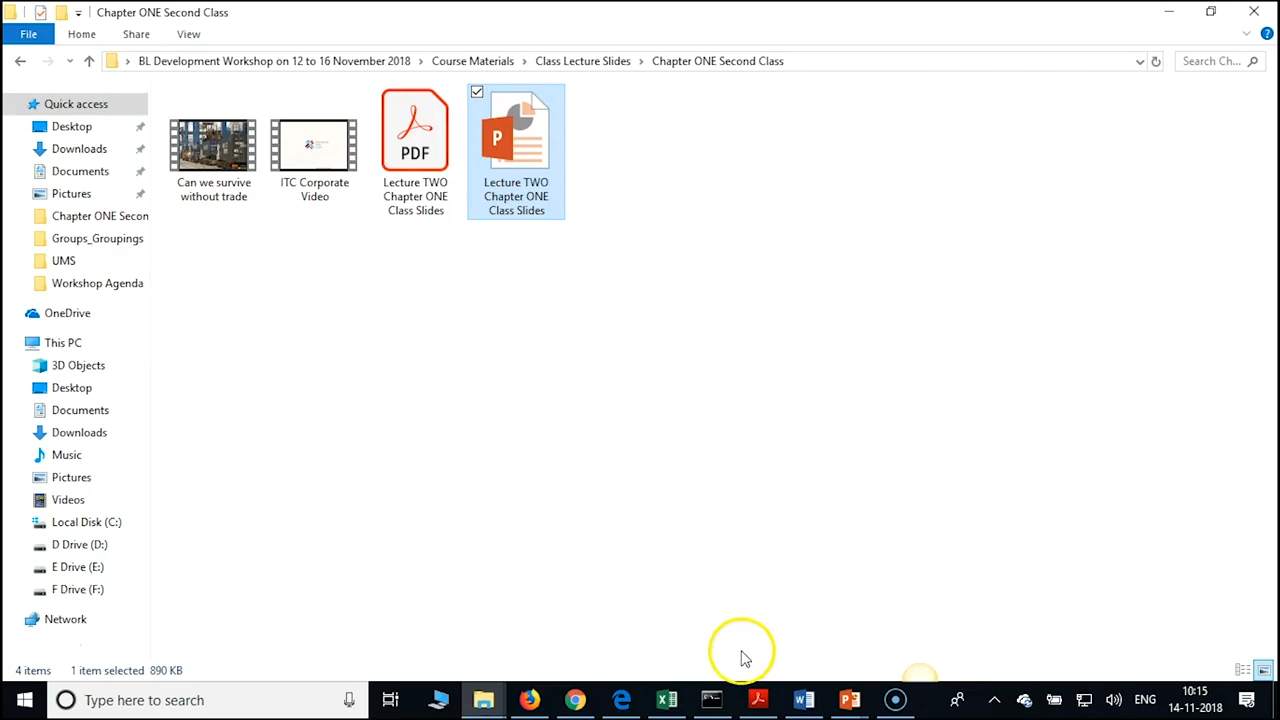 Chapter ONE Second Class
File Home Share View
BL Development Workshop on 12 to 16 November 2018 Course Materials Class Lecture Slides Chapter ONE Second Class
Search Ch...
Quick access
Desktop
Downloads
Documents
Pictures
Chapter ONE Secon
Groups_Groupings
UMS
Workshop Agenda
OneDrive
This PC
3D Objects
Desktop
Documents
Downloads
Music
Pictures
Videos
Local Disk (C:)
D Drive (D:)
E Drive (E:)
F Drive (F:)
Network
Can we survive
without trade
ITC Corporate
Video
PDF
Lecture TWO
Chapter ONE
Class Slides
P
Lecture TWO
Chapter ONE
Class Slides
4 items 1 item selected 890 KB
Type here to search
ENG
10:15
14-11-2018